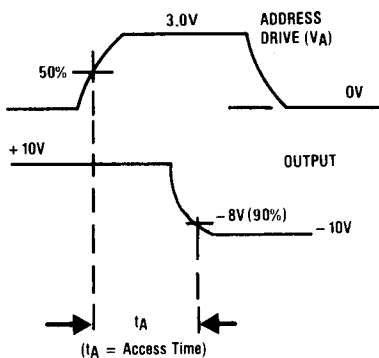 3.0V
ADDRESS
DRIVE (VA)
50%
0V
+10V
OUTPUT
−8V (90%)
−10V
tA
(tA = Access Time)